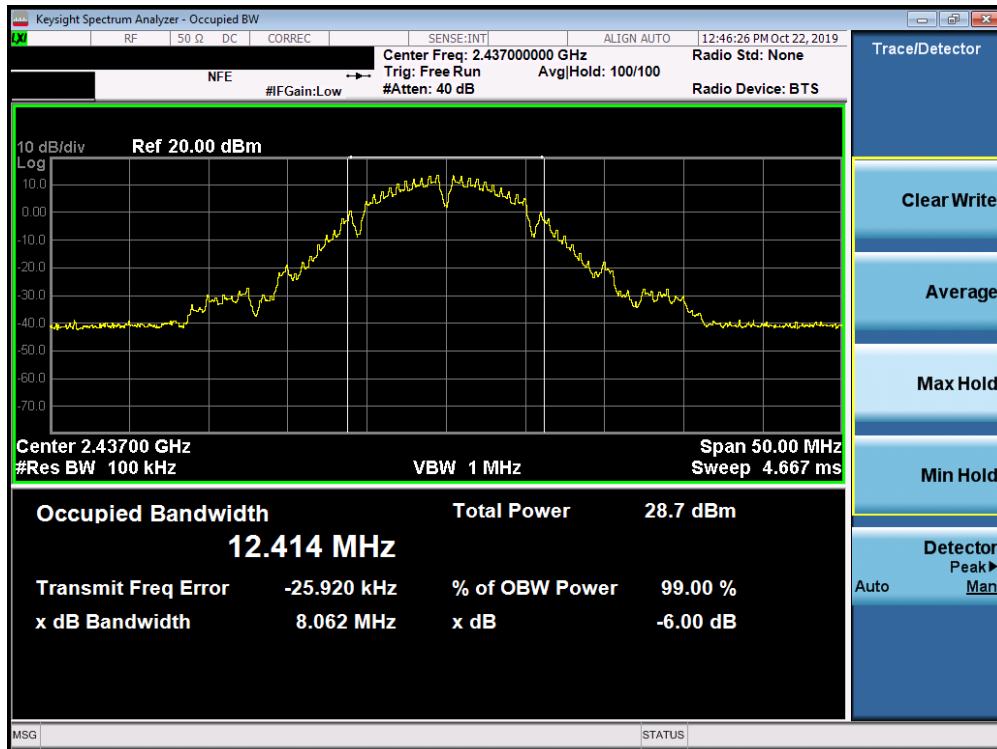 Keysight Spectrum Analyzer - Occupied BW
LXI RF 50 Ω DC CORREC SENSE:INT ALIGN AUTO 12:46:26 PM Oct 22, 2019
Center Freq: 2.437000000 GHz Radio Std: None
NFE Trig: Free Run Avg|Hold: 100/100
#IFGain:Low #Atten: 40 dB Radio Device: BTS
10 dB/div Ref 20.00 dBm
Log
10.0
0.00
-10.0
-20.0
-30.0
-40.0
-50.0
-60.0
-70.0
Center 2.43700 GHz Span 50.00 MHz
#Res BW 100 kHz VBW 1 MHz Sweep 4.667 ms
Occupied Bandwidth Total Power 28.7 dBm
12.414 MHz
Transmit Freq Error -25.920 kHz % of OBW Power 99.00 %
x dB Bandwidth 8.062 MHz x dB -6.00 dB
MSG STATUS
Trace/Detector
Clear Write
Average
Max Hold
Min Hold
Detector
Peak▶
Auto Man